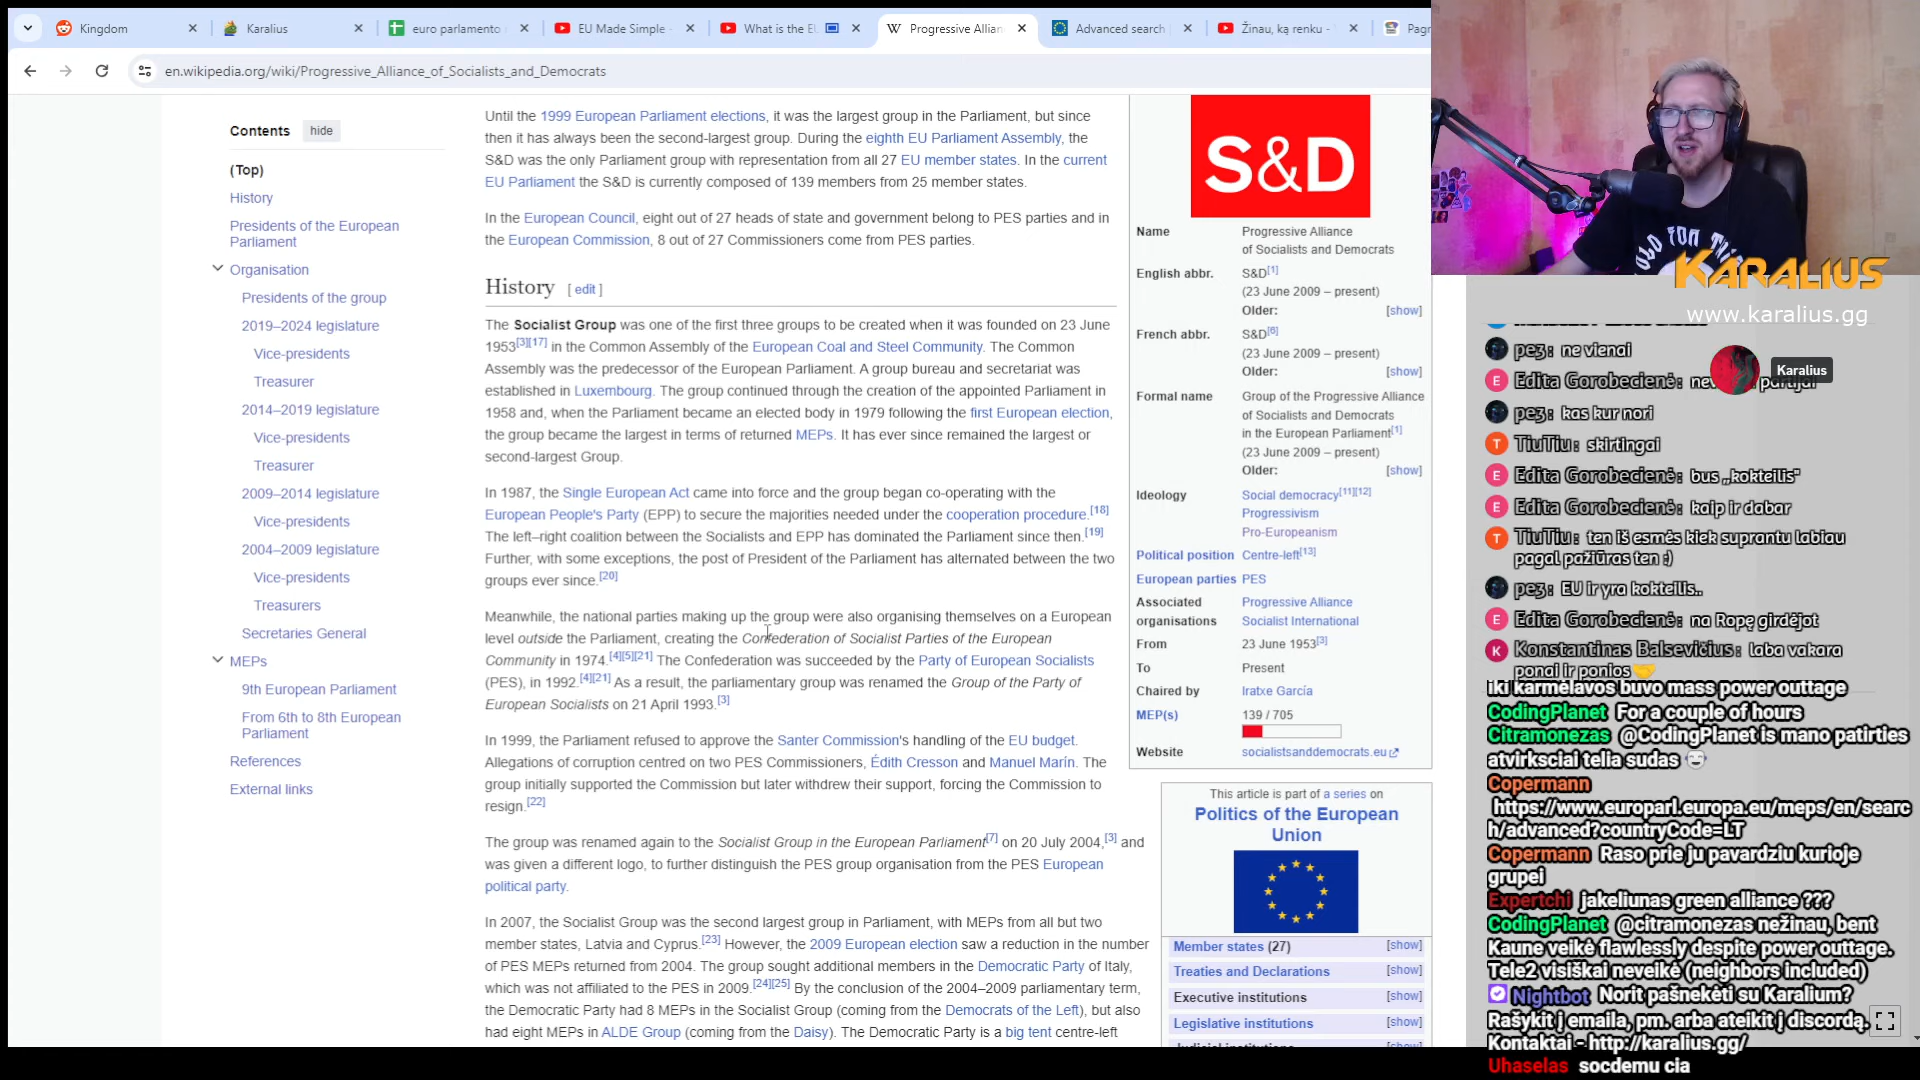 Kingdom
Karalius
euro parlamento
EU Made Simple -
What is the EU
Progressive Allian
Advanced search
Žinau, ką renku -
Pagr
en.wikipedia.org/wiki/Progressive_Alliance_of_Socialists_and_Democrats
Contents hide
(Top)
History
Presidents of the European
Parliament
Organisation
Presidents of the group
2019–2024 legislature
Vice-presidents
Treasurer
2014–2019 legislature
Vice-presidents
Treasurer
2009–2014 legislature
Vice-presidents
2004–2009 legislature
Vice-presidents
Treasurers
Secretaries General
MEPs
9th European Parliament
From 6th to 8th European
Parliament
References
External links
Until the 1999 European Parliament elections, it was the largest group in the Parliament, but since
then it has always been the second-largest group. During the eighth EU Parliament Assembly, the
S&D was the only Parliament group with representation from all 27 EU member states. In the current
EU Parliament the S&D is currently composed of 139 members from 25 member states.
In the European Council, eight out of 27 heads of state and government belong to PES parties and in
the European Commission, 8 out of 27 Commissioners come from PES parties.
History [ edit ]
The Socialist Group was one of the first three groups to be created when it was founded on 23 June
1953[3][17] in the Common Assembly of the European Coal and Steel Community. The Common
Assembly was the predecessor of the European Parliament. A group bureau and secretariat was
established in Luxembourg. The group continued through the creation of the appointed Parliament in
1958 and, when the Parliament became an elected body in 1979 following the first European election,
the group became the largest in terms of returned MEPs. It has ever since remained the largest or
second-largest Group.
In 1987, the Single European Act came into force and the group began co-operating with the
European People's Party (EPP) to secure the majorities needed under the cooperation procedure.[18]
The left–right coalition between the Socialists and EPP has dominated the Parliament since then.[19]
Further, with some exceptions, the post of President of the Parliament has alternated between the two
groups ever since.[20]
Meanwhile, the national parties making up the group were also organising themselves on a European
level outside the Parliament, creating the Confederation of Socialist Parties of the European
Community in 1974.[4][5][21] The Confederation was succeeded by the Party of European Socialists
(PES), in 1992.[4][21] As a result, the parliamentary group was renamed the Group of the Party of
European Socialists on 21 April 1993.[3]
In 1999, the Parliament refused to approve the Santer Commission's handling of the EU budget.
Allegations of corruption centred on two PES Commissioners, Édith Cresson and Manuel Marín. The
group initially supported the Commission but later withdrew their support, forcing the Commission to
resign.[22]
The group was renamed again to the Socialist Group in the European Parliament[7] on 20 July 2004,[3] and
was given a different logo, to further distinguish the PES group organisation from the PES European
political party.
In 2007, the Socialist Group was the second largest group in Parliament, with MEPs from all but two
member states, Latvia and Cyprus.[23] However, the 2009 European election saw a reduction in the number
of PES MEPs returned from 2004. The group sought additional members in the Democratic Party of Italy,
which was not affiliated to the PES in 2009.[24][25] By the conclusion of the 2004–2009 parliamentary term,
the Democratic Party had 8 MEPs in the Socialist Group (coming from the Democrats of the Left), but also
had eight MEPs in ALDE Group (coming from the Daisy). The Democratic Party is a big tent centre-left
S&D
Name Progressive Alliance
of Socialists and Democrats
English abbr. S&D[1]
(23 June 2009 – present)
Older: [show]
French abbr. S&D[6]
(23 June 2009 – present)
Older: [show]
Formal name Group of the Progressive Alliance
of Socialists and Democrats
in the European Parliament[1]
(23 June 2009 – present)
Older: [show]
Ideology Social democracy[11][12]
Progressivism
Pro-Europeanism
Political position Centre-left[13]
European parties PES
Associated Progressive Alliance
organisations Socialist International
From 23 June 1953[3]
To Present
Chaired by Iratxe García
MEP(s) 139 / 705
Website socialistsanddemocrats.eu
This article is part of a series on
Politics of the European
Union
Member states (27) [show]
Treaties and Declarations [show]
Executive institutions [show]
Legislative institutions [show]
Judicial institutions [show]
KARALIUS
www.karalius.gg
pez: ne vienai
Karalius
Edita Gorobecienė:
pez: kas kur nori
TiuTiu: skirtingai
Edita Gorobecienė: bus „kokteilis"
Edita Gorobecienė: kaip ir dabar
TiuTiu: ten iš esmės kiek suprantu labiau
pagal pažiūras ten :)
pez: EU ir yra kokteilis..
Edita Gorobecienė: na Ropę girdėjot
Konstantinas Balsevičius: laba vakara
ponai ir ponios
iki karmėlavos buvo mass power outtage
CodingPlanet For a couple of hours
Citramonezas @CodingPlanet is mano patirties
atvirksciai telia sudas
Copermann
https://www.europarl.europa.eu/meps/en/searc
h/advanced?countryCode=LT
Copermann Raso prie ju pavardziu kurioje
grupei
Expertchi jakeliunas green alliance ???
CodingPlanet @citramonezas nežinau, bent
Kaune veikė flawlessly despite power outtage.
Tele2 visiškai neveikė (neighbors included)
Nightbot Norit pašnekėti su Karalium?
Rašykit į emailą, pm. arba ateikit į discordą.
Kontaktai - http://karalius.gg/
Uhaselas socdemu cia